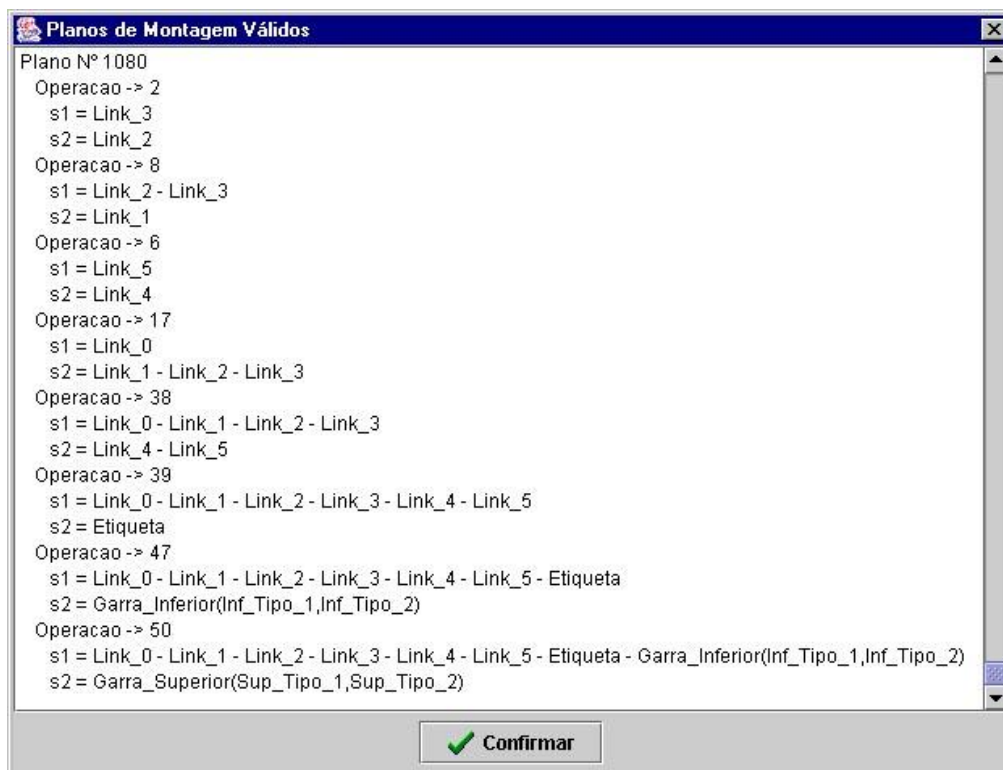 Planos de Montagem Válidos
Plano Nº 1080
Operacao -> 2
s1 = Link_3
s2 = Link_2
Operacao -> 8
s1 = Link_2 - Link_3
s2 = Link_1
Operacao -> 6
s1 = Link_5
s2 = Link_4
Operacao -> 17
s1 = Link_0
s2 = Link_1 - Link_2 - Link_3
Operacao -> 38
s1 = Link_0 - Link_1 - Link_2 - Link_3
s2 = Link_4 - Link_5
Operacao -> 39
s1 = Link_0 - Link_1 - Link_2 - Link_3 - Link_4 - Link_5
s2 = Etiqueta
Operacao -> 47
s1 = Link_0 - Link_1 - Link_2 - Link_3 - Link_4 - Link_5 - Etiqueta
s2 = Garra_Inferior(Inf_Tipo_1,Inf_Tipo_2)
Operacao -> 50
s1 = Link_0 - Link_1 - Link_2 - Link_3 - Link_4 - Link_5 - Etiqueta - Garra_Inferior(Inf_Tipo_1,Inf_Tipo_2)
s2 = Garra_Superior(Sup_Tipo_1,Sup_Tipo_2)
Confirmar